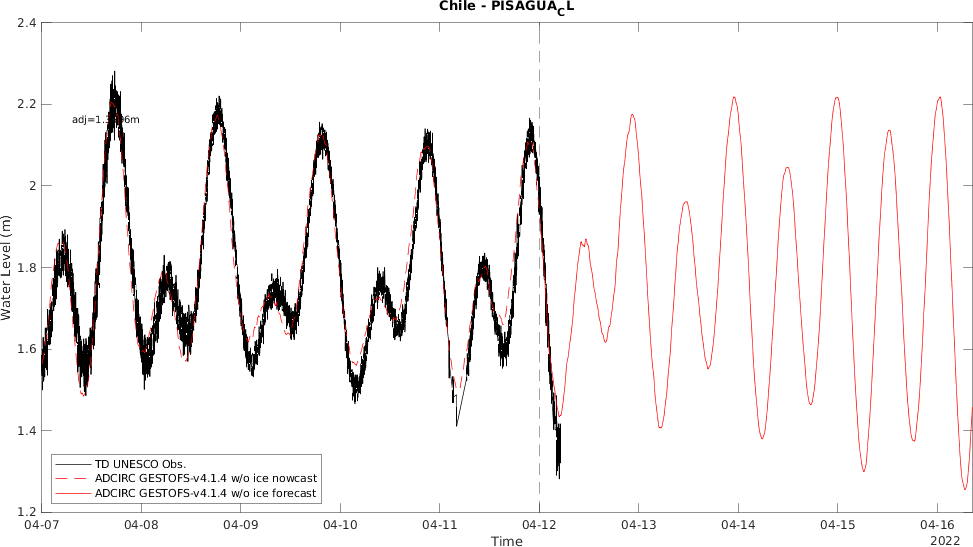 Chile - PISAGUA_CL
2.4
2.2
2
1.8
1.6
1.4
1.2
Water Level (m)
TD UNESCO Obs.
ADCIRC GESTOFS-v4.1.4 w/o ice nowcast
ADCIRC GESTOFS-v4.1.4 w/o ice forecast
04-07 04-08 04-09 04-10 04-11 04-12 04-13 04-14 04-15 04-16
Time
2022